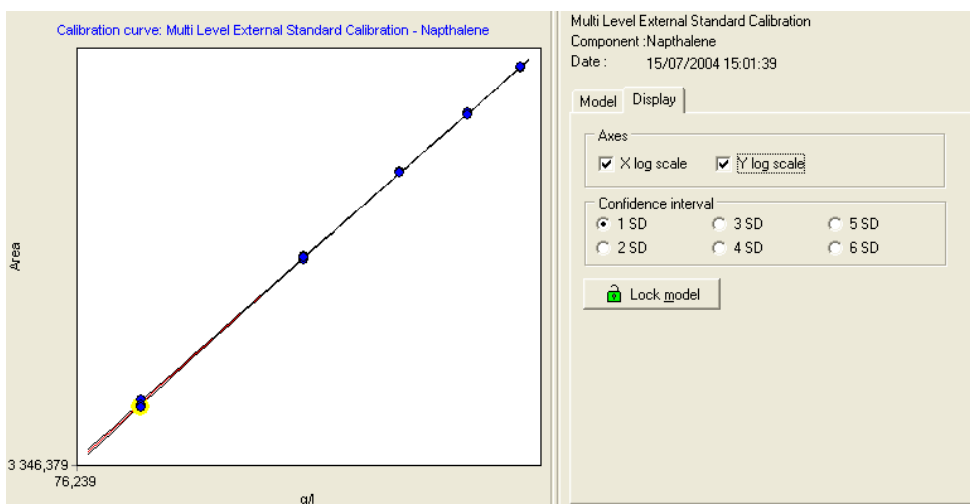 Calibration curve: Multi Level External Standard Calibration - Napthalene
Area
3 346,379
76,239
g/l
Multi Level External Standard Calibration
Component :Napthalene
Date : 15/07/2004 15:01:39
Model Display
Axes
X log scale Y log scale
Confidence interval
1 SD 3 SD 5 SD
2 SD 4 SD 6 SD
Lock model